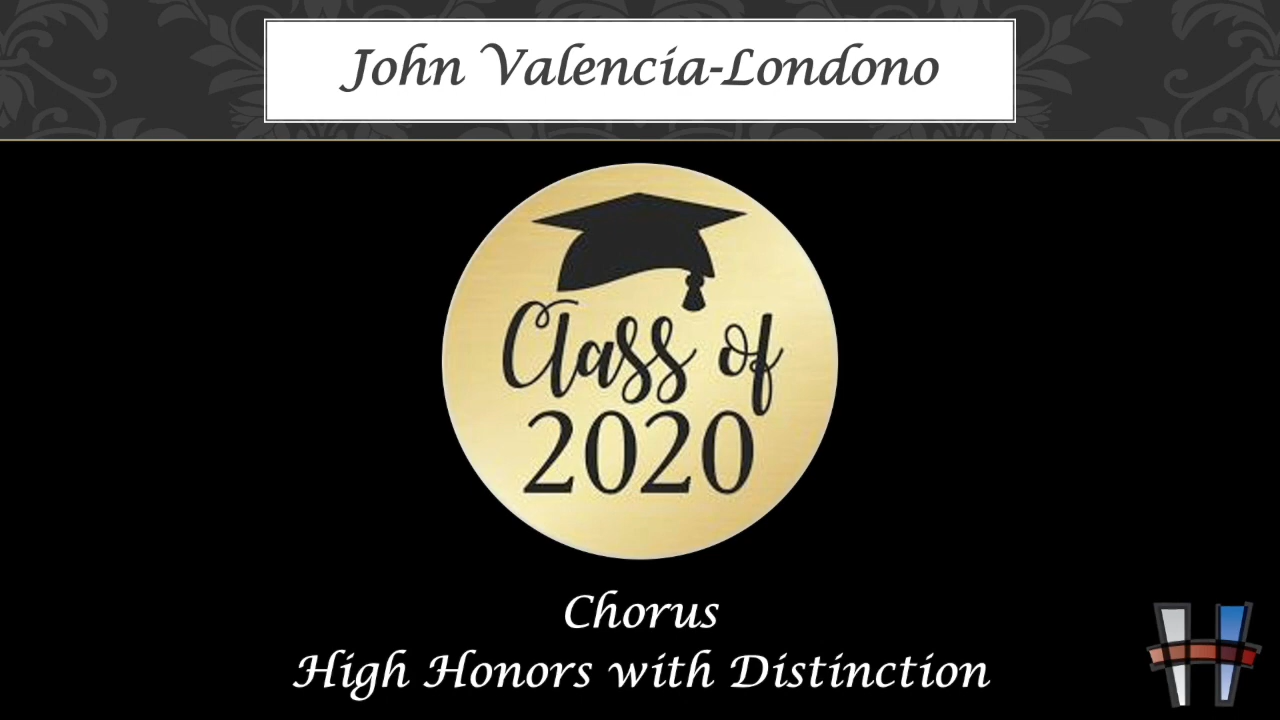 John Valencia-Londono
Class of
2020
Chorus
High Honors with Distinction